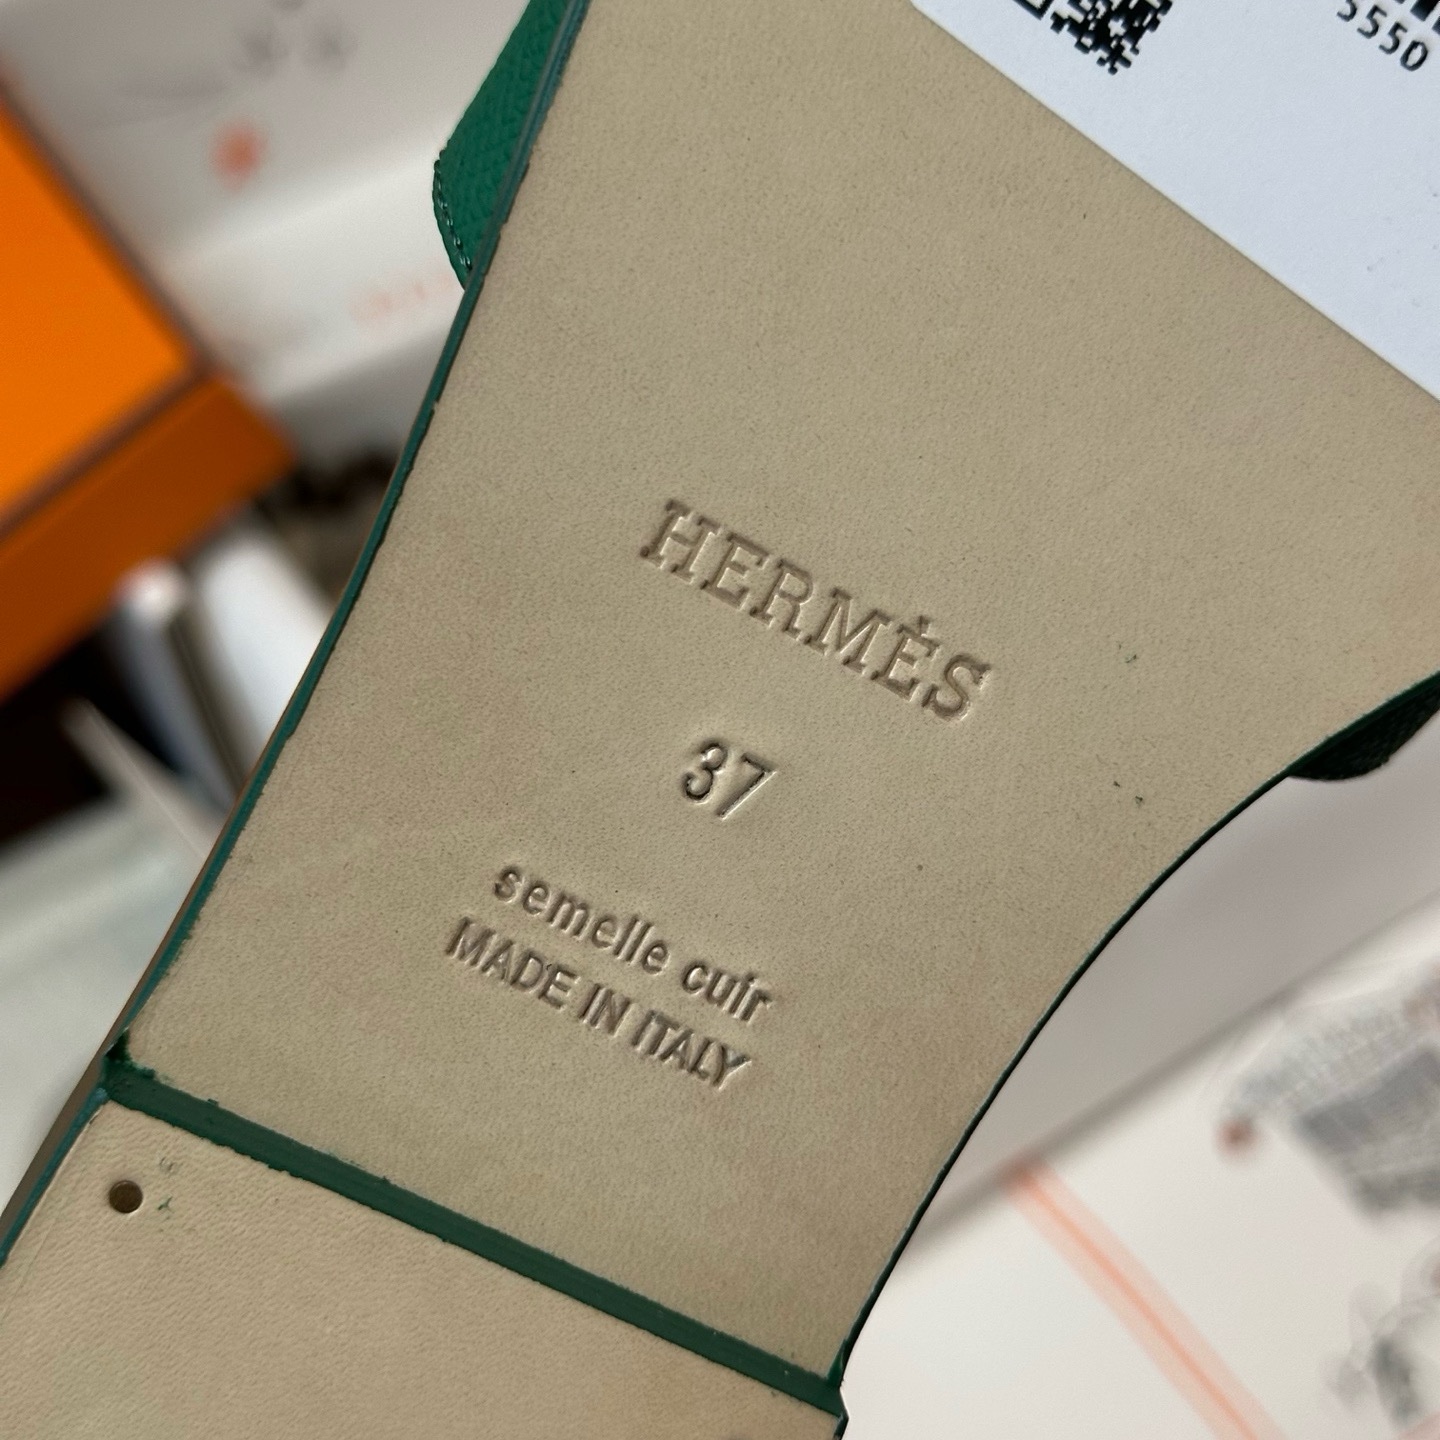 5550
HERMÈS
37
semelle cuir
MADE IN ITALY